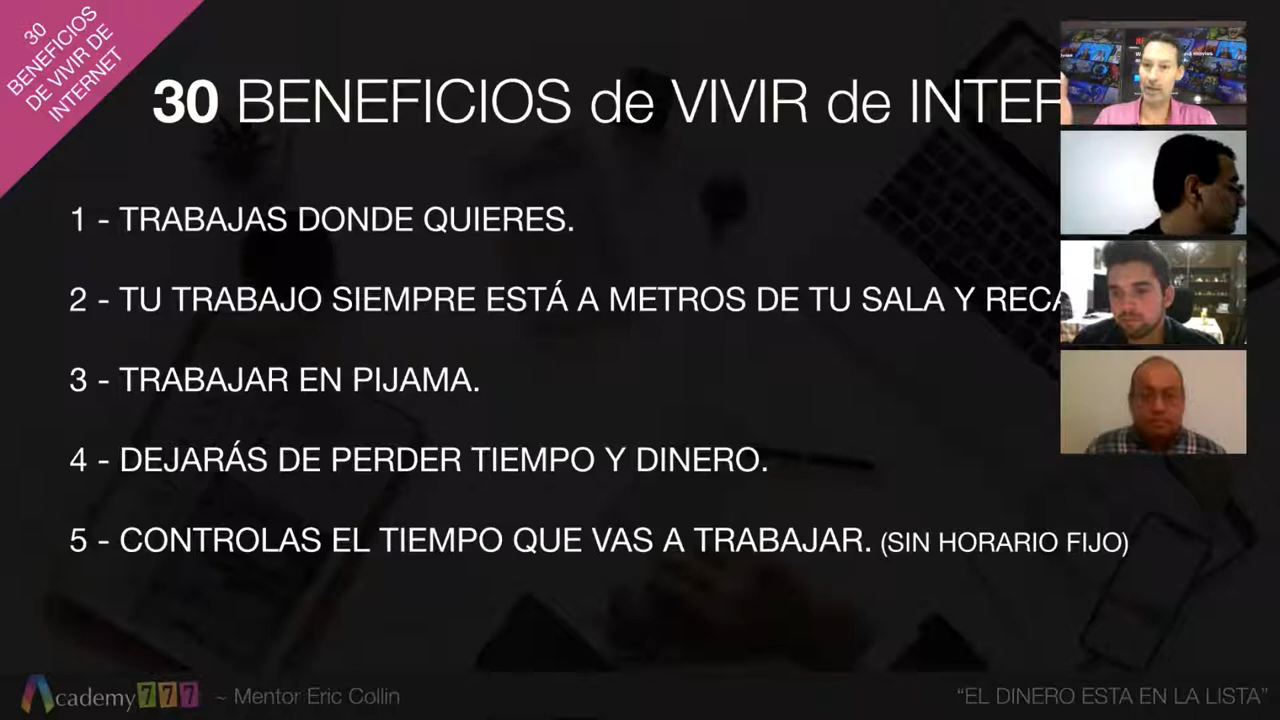 30
BENEFICIOS
DE VIVIR DE
INTERNET
30 BENEFICIOS de VIVIR de INTER
1 - TRABAJAS DONDE QUIERES.
2 - TU TRABAJO SIEMPRE ESTÁ A METROS DE TU SALA Y RECA
3 - TRABAJAR EN PIJAMA.
4 - DEJARÁS DE PERDER TIEMPO Y DINERO.
5 - CONTROLAS EL TIEMPO QUE VAS A TRABAJAR. (SIN HORARIO FIJO)
Academy777 ~ Mentor Eric Collin
“EL DINERO ESTA EN LA LISTA”